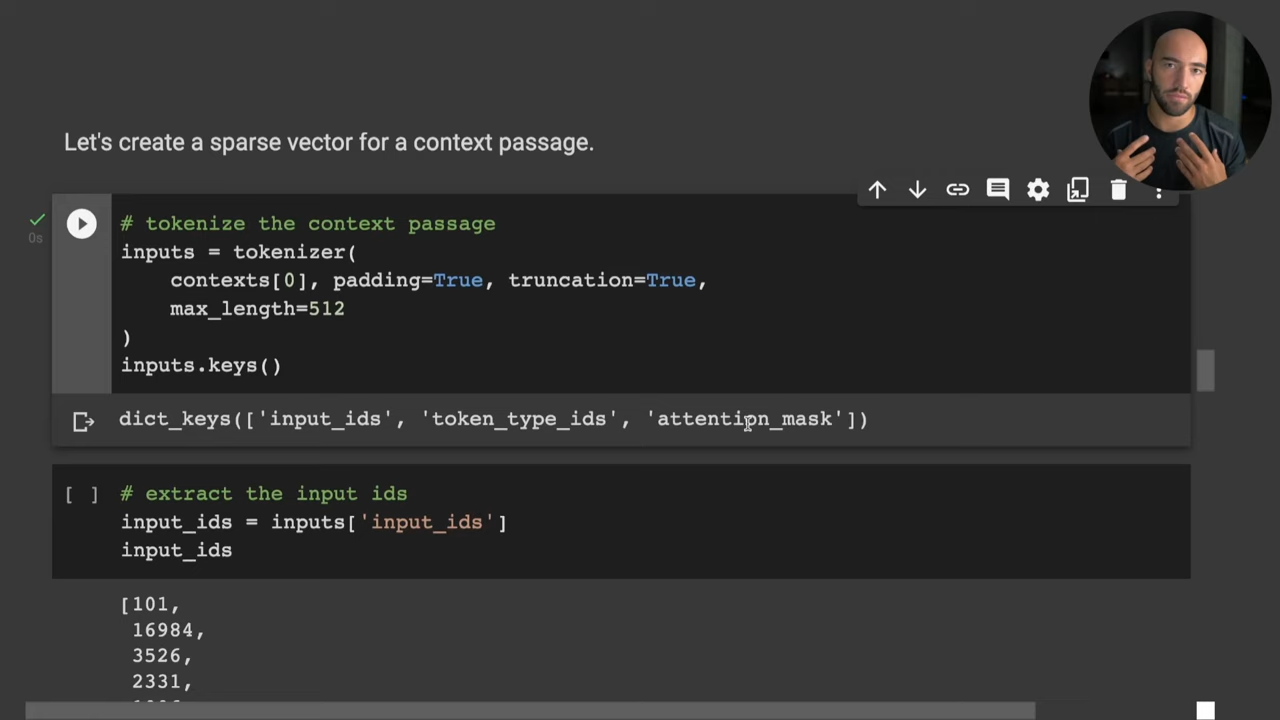 Let's create a sparse vector for a context passage.
0s
# tokenize the context passage
inputs = tokenizer(
    contexts[0], padding=True, truncation=True,
    max_length=512
)
inputs.keys()
dict_keys(['input_ids', 'token_type_ids', 'attention_mask'])
[ ]
# extract the input ids
input_ids = inputs['input_ids']
input_ids
[101,
 16984,
 3526,
 2331,